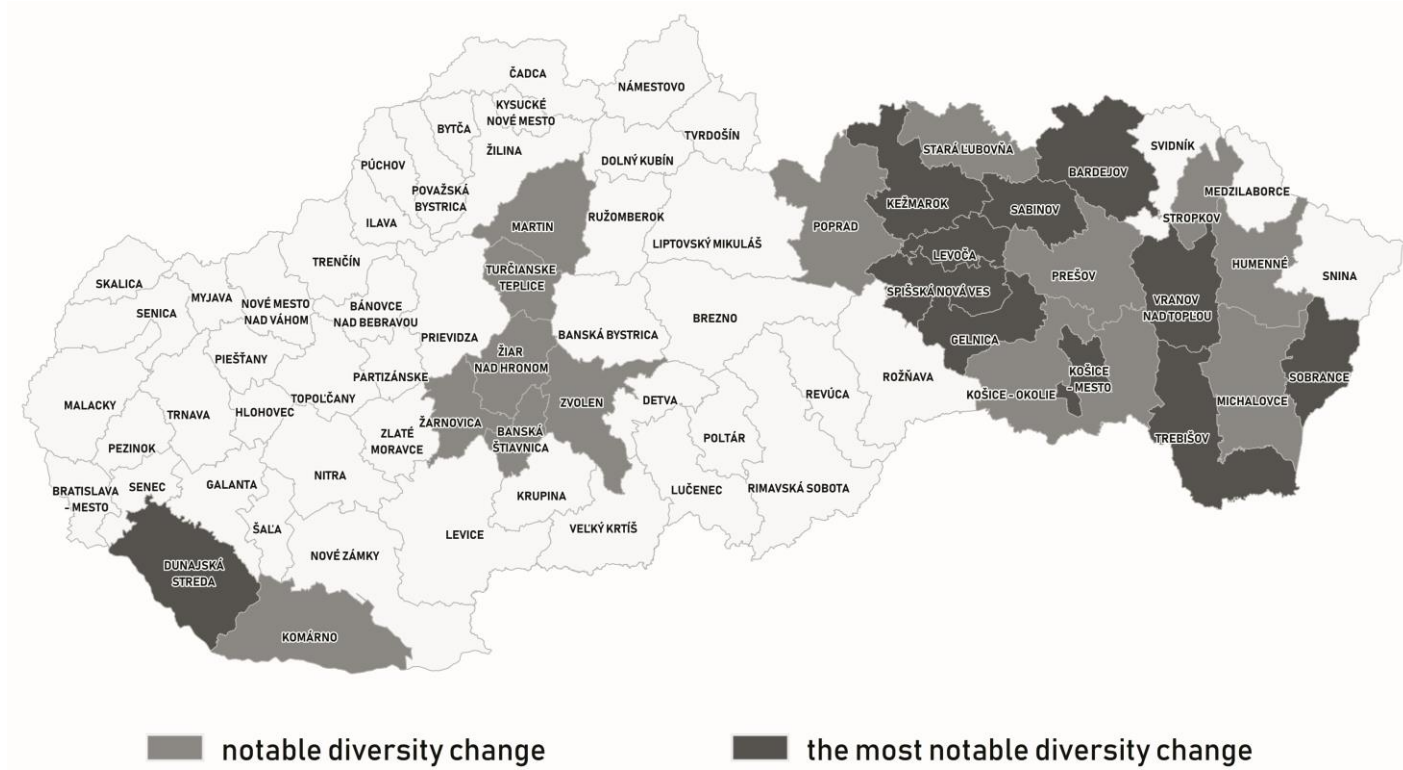 ČADCA
NÁMESTOVO
KYSUCKÉ
NOVÉ MESTO
BYTČA
TVRDOŠÍN
ŽILINA
DOLNÝ KUBÍN
PÚCHOV
POVAŽSKÁ
BYSTRICA
ILAVA
MARTIN
RUŽOMBEROK
LIPTOVSKÝ MIKULÁŠ
TRENČÍN
TURČIANSKE
TEPLICE
SKALICA
SENICA
MYJAVA
NOVÉ MESTO
NAD VÁHOM
BÁNOVCE
NAD BEBRAVOU
PRIEVIDZA
BANSKÁ BYSTRICA
BREZNO
PIEŠŤANY
ŽIAR
NAD HRONOM
PARTIZÁNSKE
TOPOĽČANY
MALACKY
TRNAVA
HLOHOVEC
ŽARNOVICA
ZVOLEN
DETVA
REVÚCA
ROŽŇAVA
ZLATÉ
MORAVCE
BANSKÁ
ŠTIAVNICA
POLTÁR
PEZINOK
NITRA
SENEC
GALANTA
BRATISLAVA
– MESTO
KRUPINA
LUČENEC
RIMAVSKÁ SOBOTA
ŠAĽA
LEVICE
VEĽKÝ KRTÍŠ
NOVÉ ZÁMKY
DUNAJSKÁ
STREDA
KOMÁRNO
STARÁ ĽUBOVŇA
BARDEJOV
SVIDNÍK
MEDZILABORCE
KEŽMAROK
SABINOV
STROPKOV
POPRAD
LEVOČA
PREŠOV
HUMENNÉ
SNINA
SPIŠSKÁ NOVÁ VES
VRANOV
NAD TOPĽOU
GELNICA
KOŠICE
– MESTO
SOBRANCE
KOŠICE - OKOLIE
MICHALOVCE
TREBIŠOV
notable diversity change
the most notable diversity change